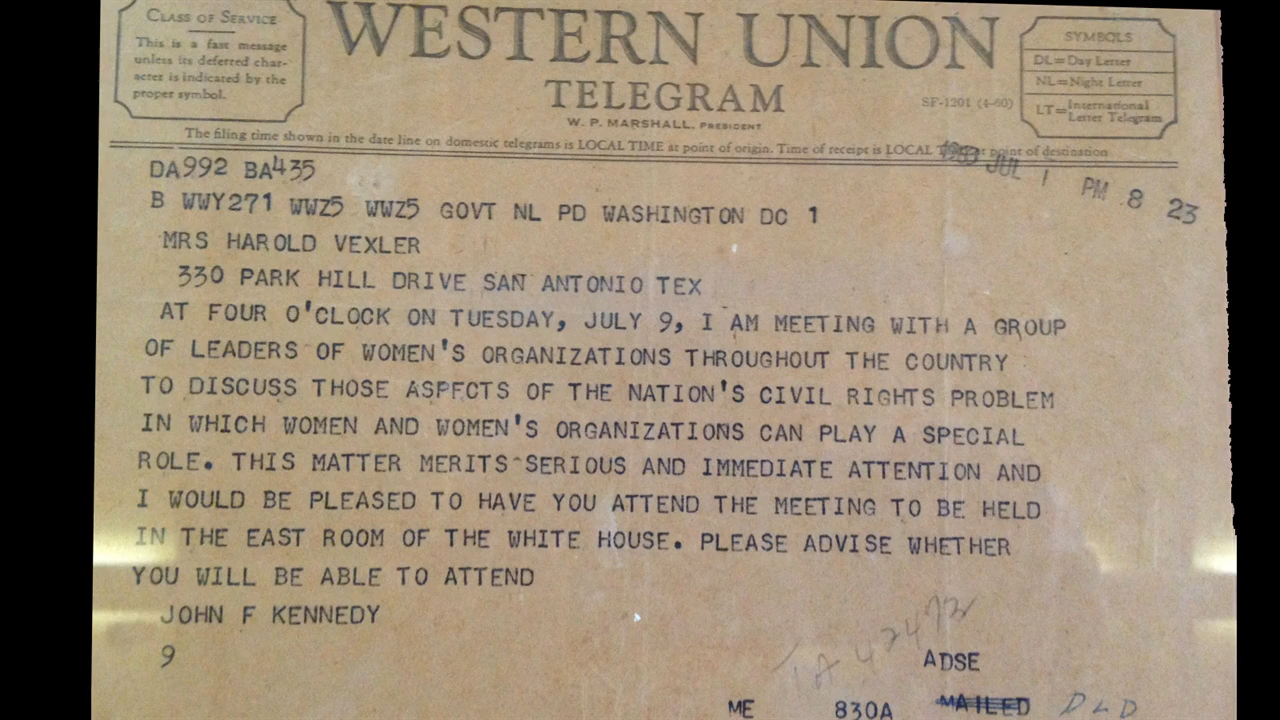 CLASS OF SERVICE
This is a fast message
unless its deferred char-
acter is indicated by the
proper symbol.
WESTERN UNION
TELEGRAM
W. P. MARSHALL, PRESIDENT
SF-1201 (4-60)
SYMBOLS
DL=Day Letter
NL=Night Letter
LT=International
Letter Telegram
The filing time shown in the date line on domestic telegrams is LOCAL TIME at point of origin. Time of receipt is LOCAL TIME at point of destination
1963 JUL 1 PM 8 23
DA992 BA435
B WWY271 WWZ5 WWZ5 GOVT NL PD WASHINGTON DC 1
MRS HAROLD VEXLER
330 PARK HILL DRIVE SAN ANTONIO TEX
AT FOUR O'CLOCK ON TUESDAY, JULY 9, I AM MEETING WITH A GROUP
OF LEADERS OF WOMEN'S ORGANIZATIONS THROUGHOUT THE COUNTRY
TO DISCUSS THOSE ASPECTS OF THE NATION'S CIVIL RIGHTS PROBLEM
IN WHICH WOMEN AND WOMEN'S ORGANIZATIONS CAN PLAY A SPECIAL
ROLE. THIS MATTER MERITS SERIOUS AND IMMEDIATE ATTENTION AND
I WOULD BE PLEASED TO HAVE YOU ATTEND THE MEETING TO BE HELD
IN THE EAST ROOM OF THE WHITE HOUSE. PLEASE ADVISE WHETHER
YOU WILL BE ABLE TO ATTEND
JOHN F KENNEDY
9
ADSE
ME 830A MAILED DLD